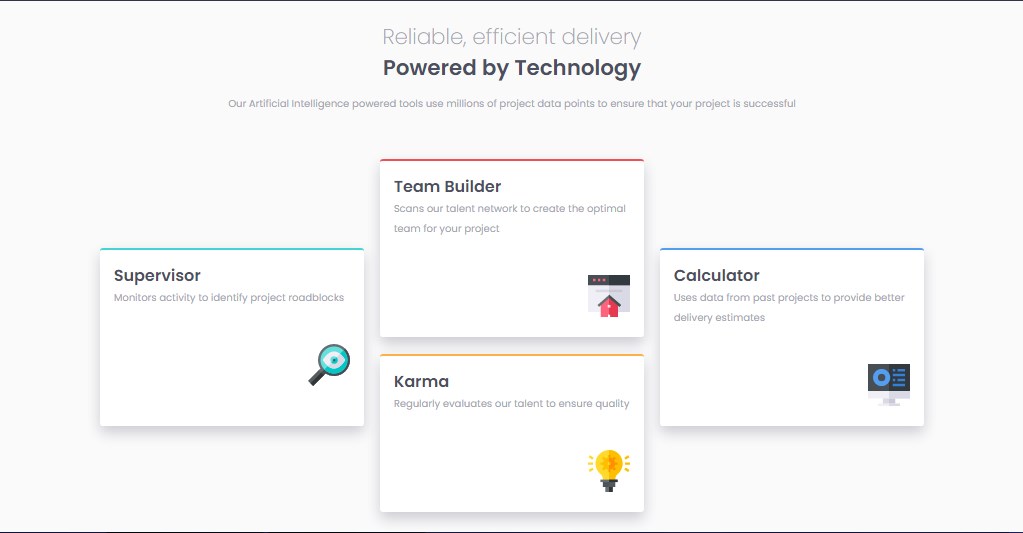 Reliable, efficient delivery
Powered by Technology
Our Artificial Intelligence powered tools use millions of project data points to ensure that your project is successful
Supervisor
Monitors activity to identify project roadblocks
Team Builder
Scans our talent network to create the optimal
team for your project
Karma
Regularly evaluates our talent to ensure quality
Calculator
Uses data from past projects to provide better
delivery estimates